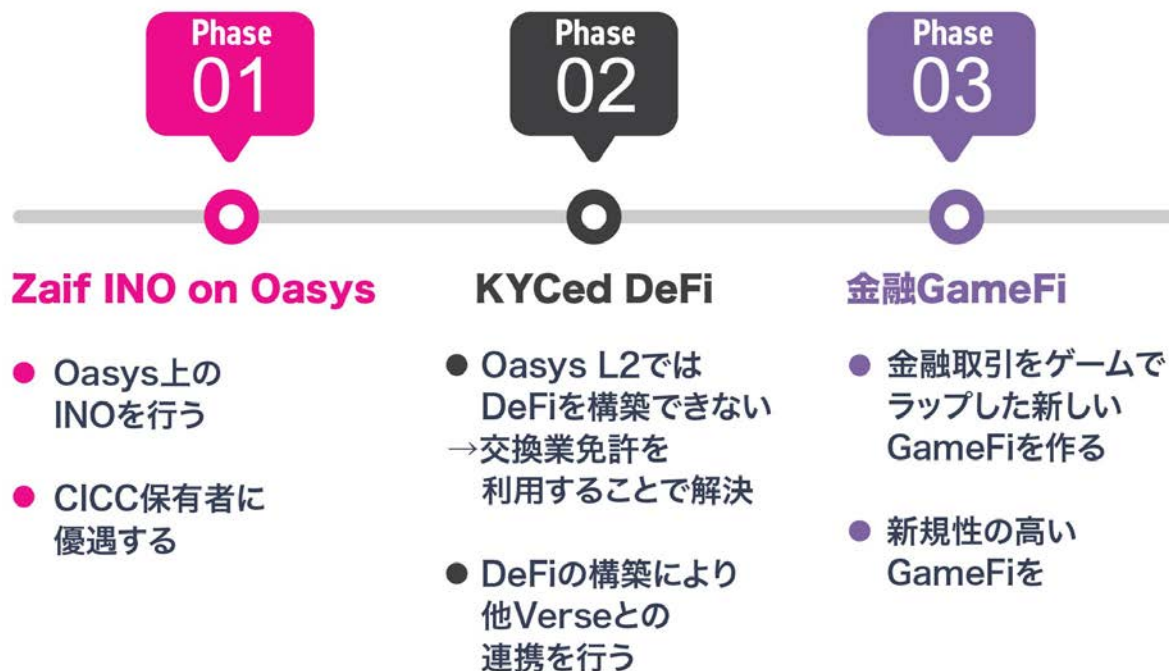 Phase
01
Zaif INO on Oasys
● Oasys上の
INOを行う
● CICC保有者に
優遇する
Phase
02
KYCed DeFi
● Oasys L2では
DeFiを構築できない
→交換業免許を
利用することで解決
● DeFiの構築により
他Verseとの
連携を行う
Phase
03
金融GameFi
● 金融取引をゲームで
ラップした新しい
GameFiを作る
● 新規性の高い
GameFiを